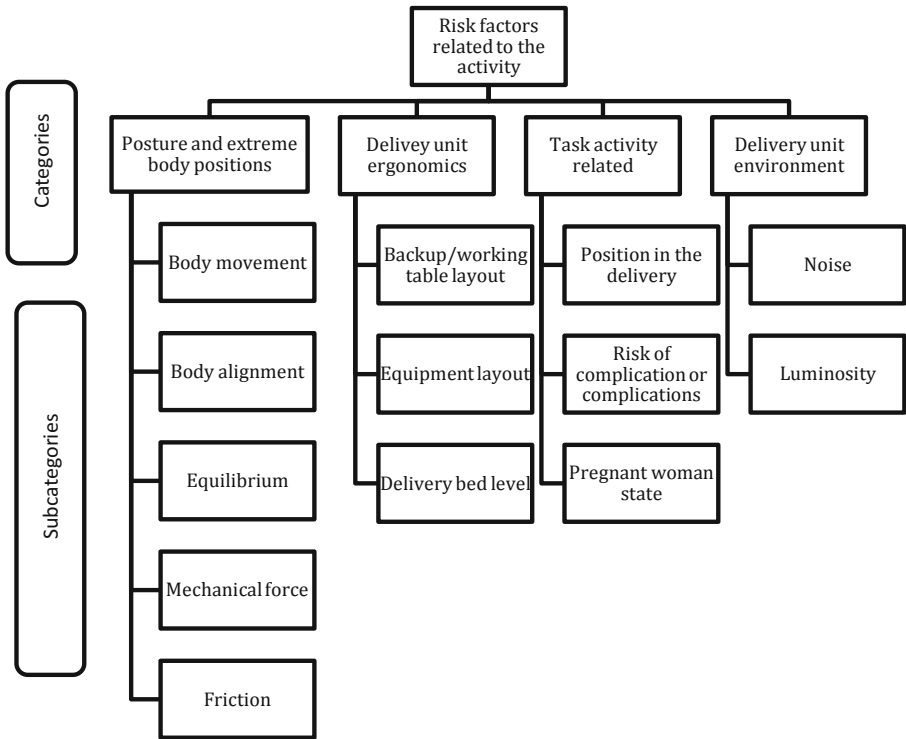 Risk factors
related to the
activity
Categories
Posture and extreme
body positions
Delivey unit
ergonomics
Task activity
related
Delivery unit
environment
Subcategories
Body movement
Body alignment
Equilibrium
Mechanical force
Friction
Backup/working
table layout
Equipment layout
Delivery bed level
Position in the
delivery
Risk of
complication or
complications
Pregnant woman
state
Noise
Luminosity